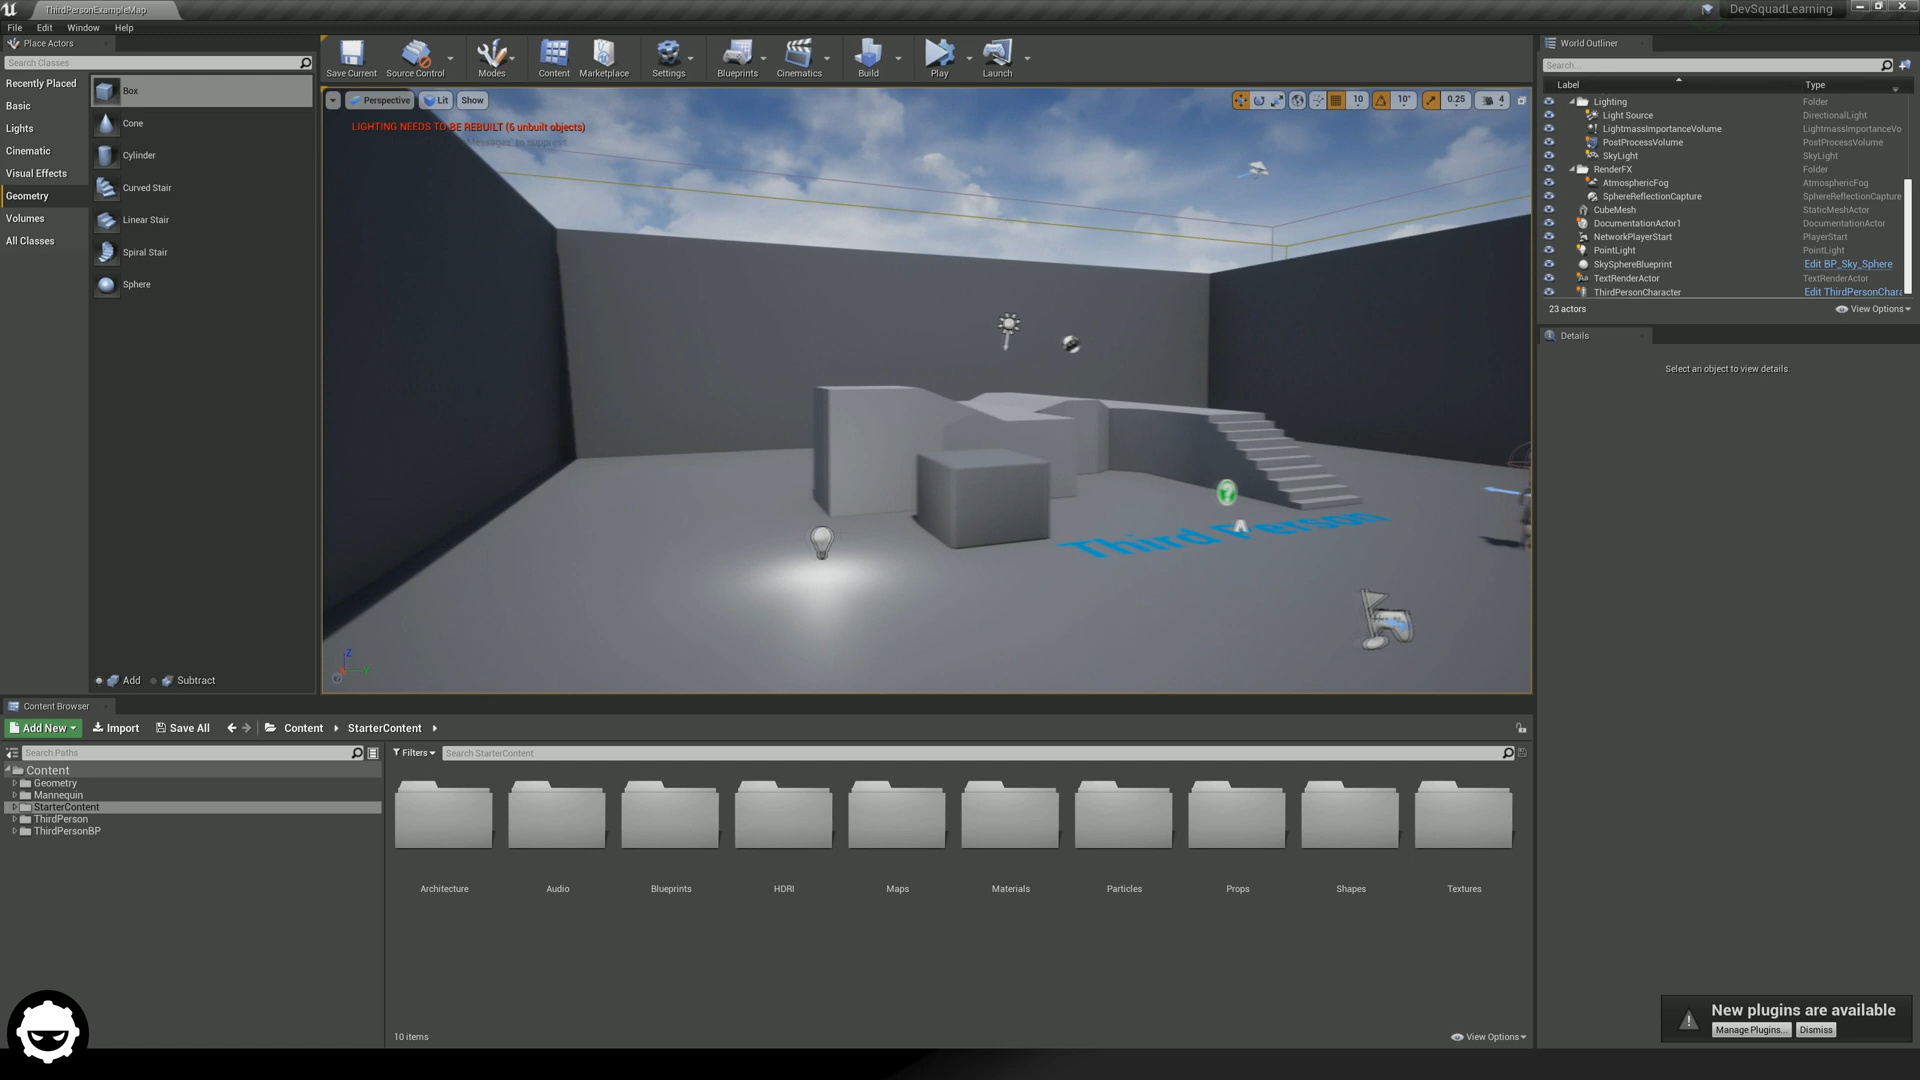 ThirdPersonExampleMap
DevSquadLearning
File Edit Window Help
Place Actors
Search Classes
Recently Placed
Basic
Lights
Cinematic
Visual Effects
Geometry
Volumes
All Classes
Box
Cone
Cylinder
Curved Stair
Linear Stair
Spiral Stair
Sphere
Add Subtract
Save Current Source Control Modes Content Marketplace Settings Blueprints Cinematics Build Play Launch
Perspective Lit Show
10 10° 0.25 4
LIGHTING NEEDS TO BE REBUILT (6 unbuilt objects)
Messages' to suppress
Third Person
Z
Y
World Outliner
Search...
Label Type
Lighting Folder
Light Source DirectionalLight
LightmassImportanceVolume LightmassImportanceVo
PostProcessVolume PostProcessVolume
SkyLight SkyLight
RenderFX Folder
AtmosphericFog AtmosphericFog
SphereReflectionCapture SphereReflectionCapture
CubeMesh StaticMeshActor
DocumentationActor1 DocumentationActor
NetworkPlayerStart PlayerStart
PointLight PointLight
SkySphereBlueprint Edit BP_Sky_Sphere
TextRenderActor TextRenderActor
ThirdPersonCharacter Edit ThirdPersonChara
23 actors View Options
Details
Select an object to view details.
Content Browser
Add New Import Save All Content StarterContent
Search Paths
Content
Geometry
Mannequin
StarterContent
ThirdPerson
ThirdPersonBP
Filters Search StarterContent
Architecture Audio Blueprints HDRI Maps Materials Particles Props Shapes Textures
10 items View Options
New plugins are available
Manage Plugins... Dismiss